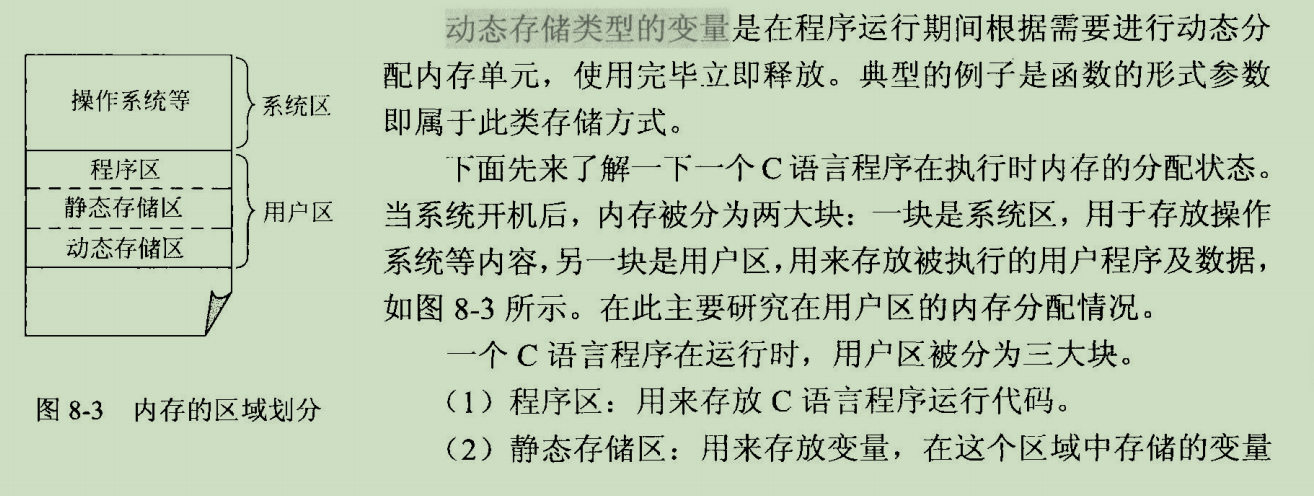 动态存储类型的变量是在程序运行期间根据需要进行动态分
配内存单元，使用完毕立即释放。典型的例子是函数的形式参数
即属于此类存储方式。
下面先来了解一下一个 C 语言程序在执行时内存的分配状态。
当系统开机后，内存被分为两大块：一块是系统区，用于存放操作
系统等内容，另一块是用户区，用来存放被执行的用户程序及数据，
如图 8-3 所示。在此主要研究在用户区的内存分配情况。
一个 C 语言程序在运行时，用户区被分为三大块。
（1）程序区：用来存放 C 语言程序运行代码。
（2）静态存储区：用来存放变量，在这个区域中存储的变量
操作系统等
系统区
程序区
静态存储区
用户区
动态存储区
图 8-3 内存的区域划分